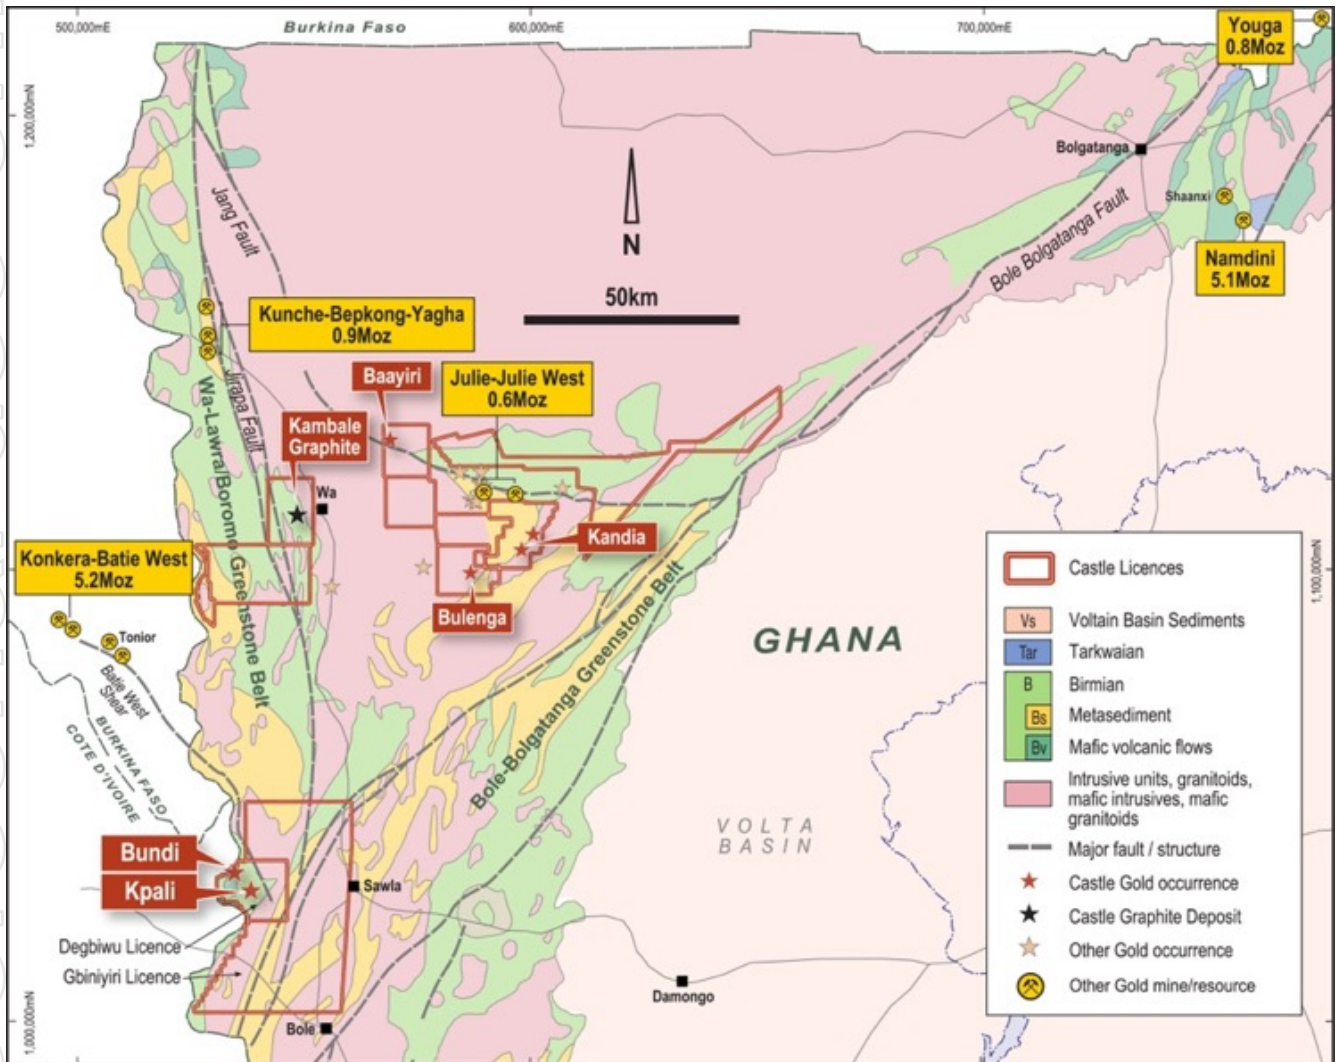 500,000mE
Burkina Faso
600,000mE
700,000mE
Youga
0.8Moz
1,200,000mN
Bolgatanga
Jang Fault
Shaanxi
Bole Bolgatanga Fault
N
Namdini
5.1Moz
50km
Kunche-Bepkong-Yagha
0.9Moz
Baayiri
Julie-Julie West
0.6Moz
Jirapa Fault
Wa-Lawra/Boromo Greenstone Belt
Kambale
Graphite
Wa
Kandia
Konkera-Batie West
5.2Moz
1,100,000mN
Bulenga
Tonior
Batie West
Shear
BURKINA FASO
COTE D'IVOIRE
GHANA
Bole-Bolgatanga Greenstone Belt
VOLTA
BASIN
Bundi
Kpali
Sawla
Degbiwu Licence
Gbiniyiri Licence
Damongo
Bole
1,000,000mN
Castle Licences
Vs Voltain Basin Sediments
Tar Tarkwaian
B Birmian
Bs Metasediment
Bv Mafic volcanic flows
Intrusive units, granitoids,
mafic intrusives, mafic
granitoids
Major fault / structure
Castle Gold occurrence
Castle Graphite Deposit
Other Gold occurrence
Other Gold mine/resource